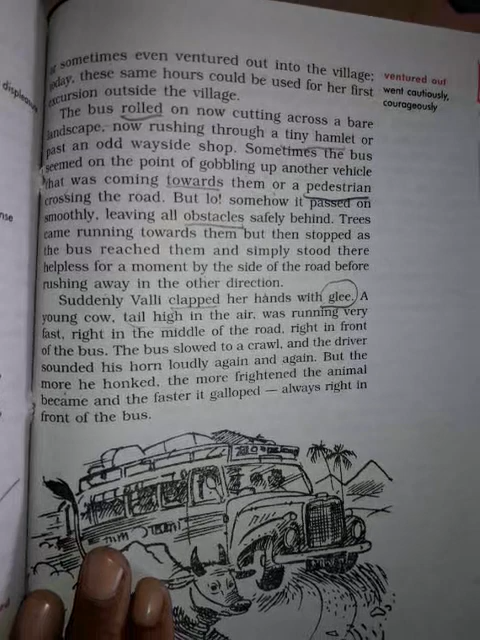 or sometimes even ventured out into the village;
today, these same hours could be used for her first
excursion outside the village.
The bus rolled on now cutting across a bare
landscape, now rushing through a tiny hamlet or
past an odd wayside shop. Sometimes the bus
seemed on the point of gobbling up another vehicle
that was coming towards them or a pedestrian
crossing the road. But lo! somehow it passed on
smoothly, leaving all obstacles safely behind. Trees
came running towards them but then stopped as
the bus reached them and simply stood there
helpless for a moment by the side of the road before
rushing away in the other direction.
Suddenly Valli clapped her hands with glee. A
young cow, tail high in the air, was running very
fast, right in the middle of the road, right in front
of the bus. The bus slowed to a crawl, and the driver
sounded his horn loudly again and again. But the
more he honked, the more frightened the animal
became and the faster it galloped — always right in
front of the bus.
ventured out
went cautiously,
courageously